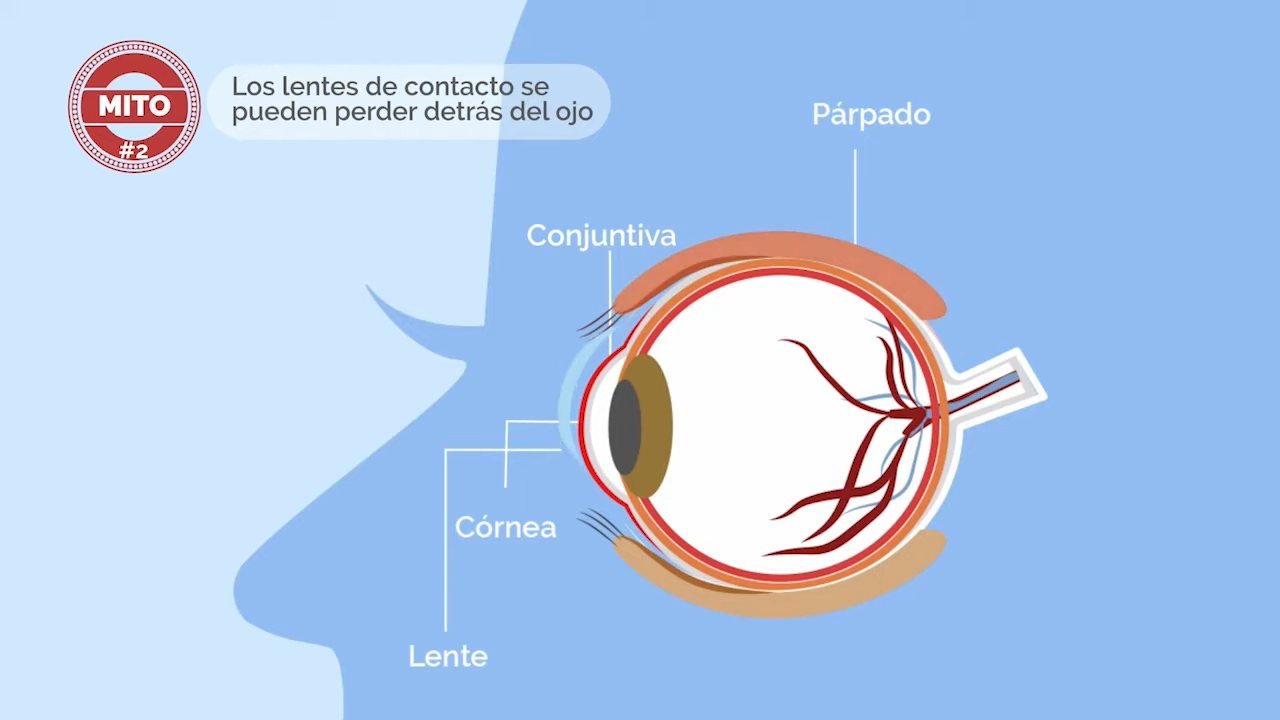 MITO
#2
Los lentes de contacto se
pueden perder detrás del ojo
Párpado
Conjuntiva
Córnea
Lente